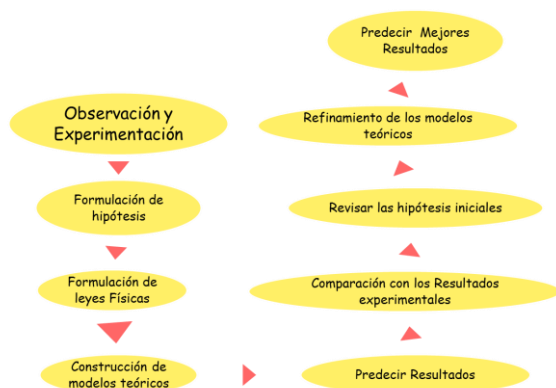 Observación y
Experimentación
Formulación de
hipótesis
Formulación de
leyes Físicas
Construcción de
modelos teóricos
Predecir Resultados
Comparación con los Resultados
experimentales
Revisar las hipótesis iniciales
Refinamiento de los modelos
teóricos
Predecir Mejores
Resultados